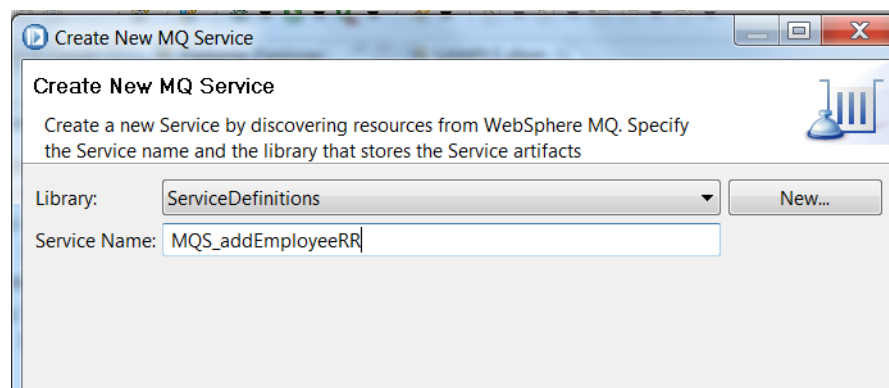 Create New MQ Service
Create New MQ Service
Create a new Service by discovering resources from WebSphere MQ. Specify
the Service name and the library that stores the Service artifacts
Library:
ServiceDefinitions
New...
Service Name:
MQS_addEmployeeRR